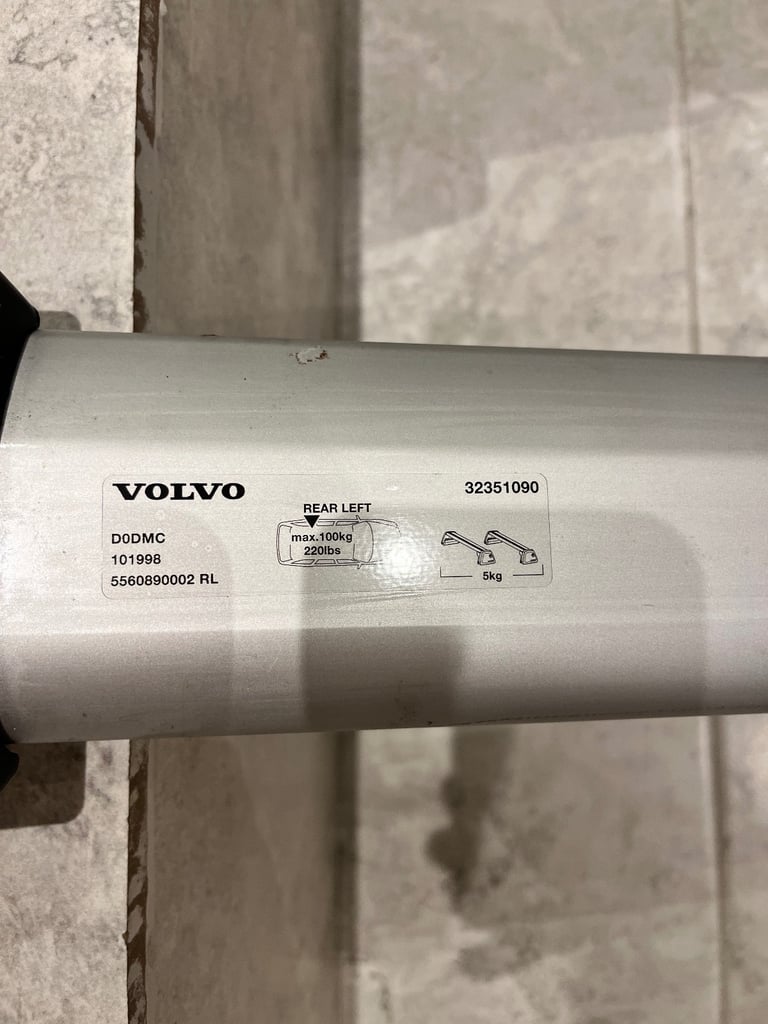 VOLVO
32351090
REAR LEFT
max.100kg
220lbs
D0DMC
101998
5560890002 RL
5kg